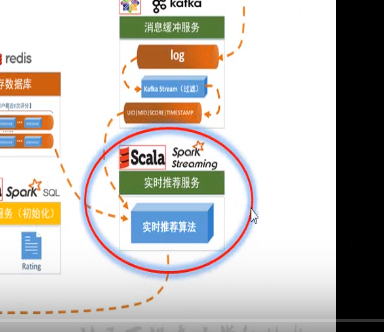 kafka
消息缓冲服务
log
Kafka Stream（过滤）
UID|MID|SCORE|TIMESTAMP
redis
存数据库
Scala
Spark
Streaming
实时推荐服务
实时推荐算法
Spark SQL
服务（初始化）
Rating